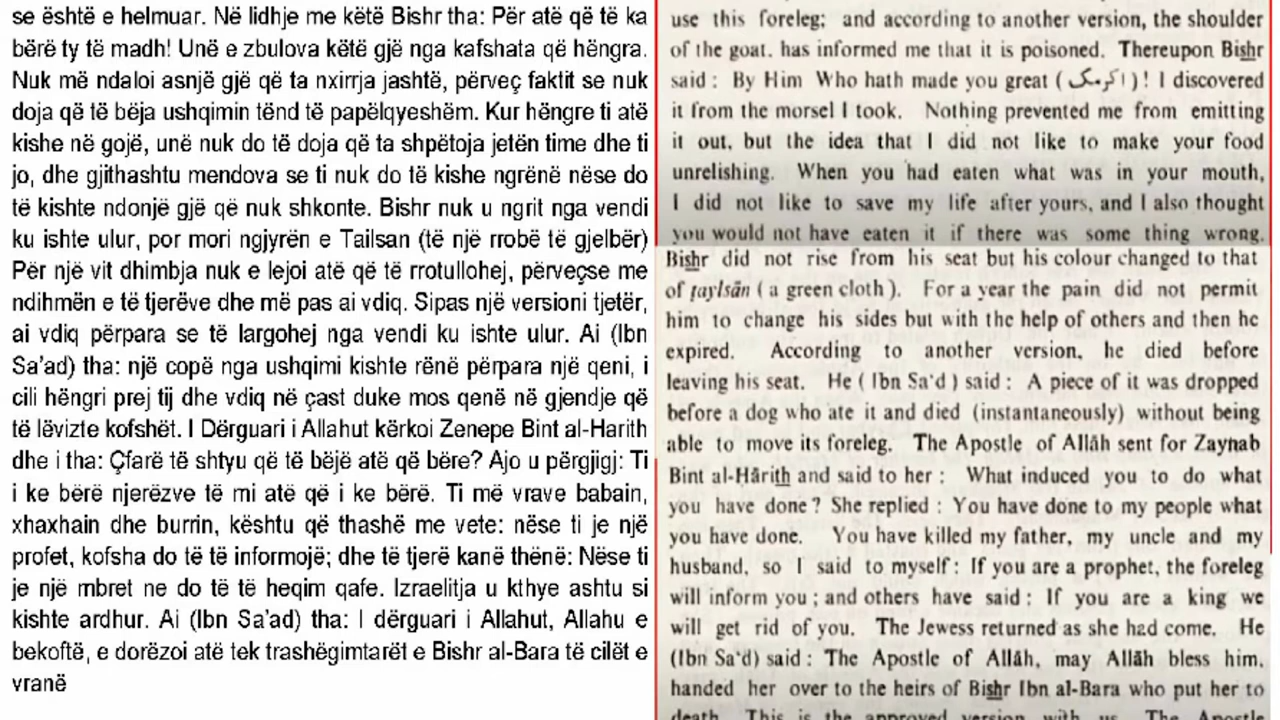 se është e helmuar. Në lidhje me këtë Bishr tha: Për atë që të ka
bërë ty të madh! Unë e zbulova këtë gjë nga kafshata që hëngra.
Nuk më ndaloi asnjë gjë që ta nxirrja jashtë, përveç faktit se nuk
doja që të bëja ushqimin tënd të papëlqyeshëm. Kur hëngre ti atë
kishe në gojë, unë nuk do të doja që ta shpëtoja jetën time dhe ti
jo, dhe gjithashtu mendova se ti nuk do të kishe ngrënë nëse do
të kishte ndonjë gjë që nuk shkonte. Bishr nuk u ngrit nga vendi
ku ishte ulur, por mori ngjyrën e Tailsan (të një rrobë të gjelbër)
Për një vit dhimbja nuk e lejoi atë që të rrotullohej, përveçse me
ndihmën e të tjerëve dhe më pas ai vdiq. Sipas një versioni tjetër,
ai vdiq përpara se të largohej nga vendi ku ishte ulur. Ai (Ibn
Sa’ad) tha: një copë nga ushqimi kishte rënë përpara një qeni, i
cili hëngri prej tij dhe vdiq në çast duke mos qenë në gjendje që
të lëvizte kofshët. I Dërguari i Allahut kërkoi Zenepe Bint al-Harith
dhe i tha: Çfarë të shtyu që të bëjë atë që bëre? Ajo u përgjigj: Ti
i ke bërë njerëzve të mi atë që i ke bërë. Ti më vrave babain,
xhaxhain dhe burrin, kështu që thashë me vete: nëse ti je një
profet, kofsha do të të informojë; dhe të tjerë kanë thënë: Nëse ti
je një mbret ne do të të heqim qafe. Izraelitja u kthye ashtu si
kishte ardhur. Ai (Ibn Sa’ad) tha: I dërguari i Allahut, Allahu e
bekoftë, e dorëzoi atë tek trashëgimtarët e Bishr al-Bara të cilët e
vranë
use this foreleg; and according to another version, the shoulder
of the goat, has informed me that it is poisoned. Thereupon Bishr
said : By Him Who hath made you great ( اكرمك )! I discovered
it from the morsel I took. Nothing prevented me from emitting
it out, but the idea that I did not like to make your food
unrelishing. When you had eaten what was in your mouth,
I did not like to save my life after yours, and I also thought
you would not have eaten it if there was some thing wrong.
Bishr did not rise from his seat but his colour changed to that
of ṭaylsān ( a green cloth ). For a year the pain did not permit
him to change his sides but with the help of others and then he
expired. According to another version, he died before
leaving his seat. He ( Ibn Sa‘d ) said : A piece of it was dropped
before a dog who ate it and died (instantaneously) without being
able to move its foreleg. The Apostle of Allāh sent for Zaynab
Bint al-Hārith and said to her : What induced you to do what
you have done ? She replied : You have done to my people what
you have done. You have killed my father, my uncle and my
husband, so I said to myself : If you are a prophet, the foreleg
will inform you ; and others have said : If you are a king we
will get rid of you. The Jewess returned as she had come. He
(Ibn Sa‘d) said : The Apostle of Allāh, may Allāh bless him,
handed her over to the heirs of Bishr Ibn al-Bara who put her to
death. This is the approved version with us. The Apostle